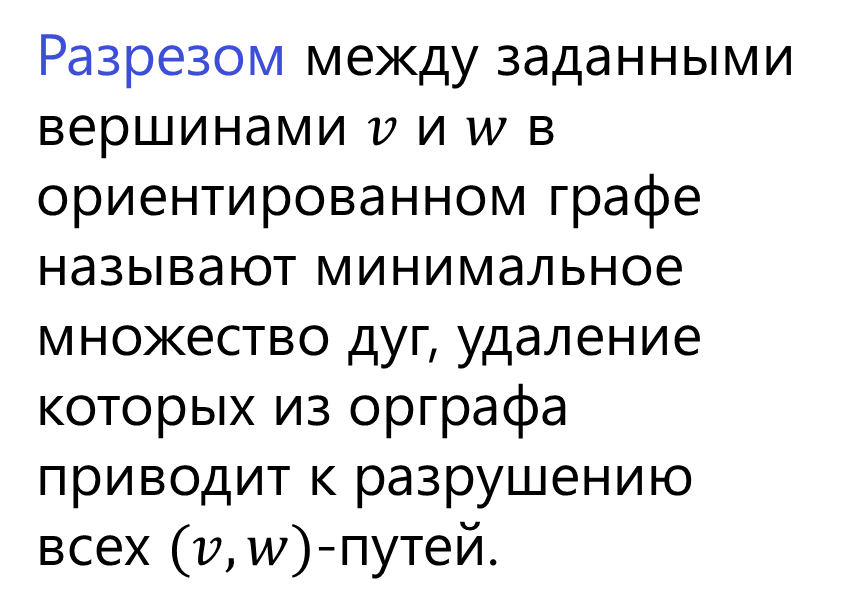 Разрезом между заданными
вершинами 𝑣 и 𝑤 в
ориентированном графе
называют минимальное
множество дуг, удаление
которых из орграфа
приводит к разрушению
всех (𝑣, 𝑤)-путей.